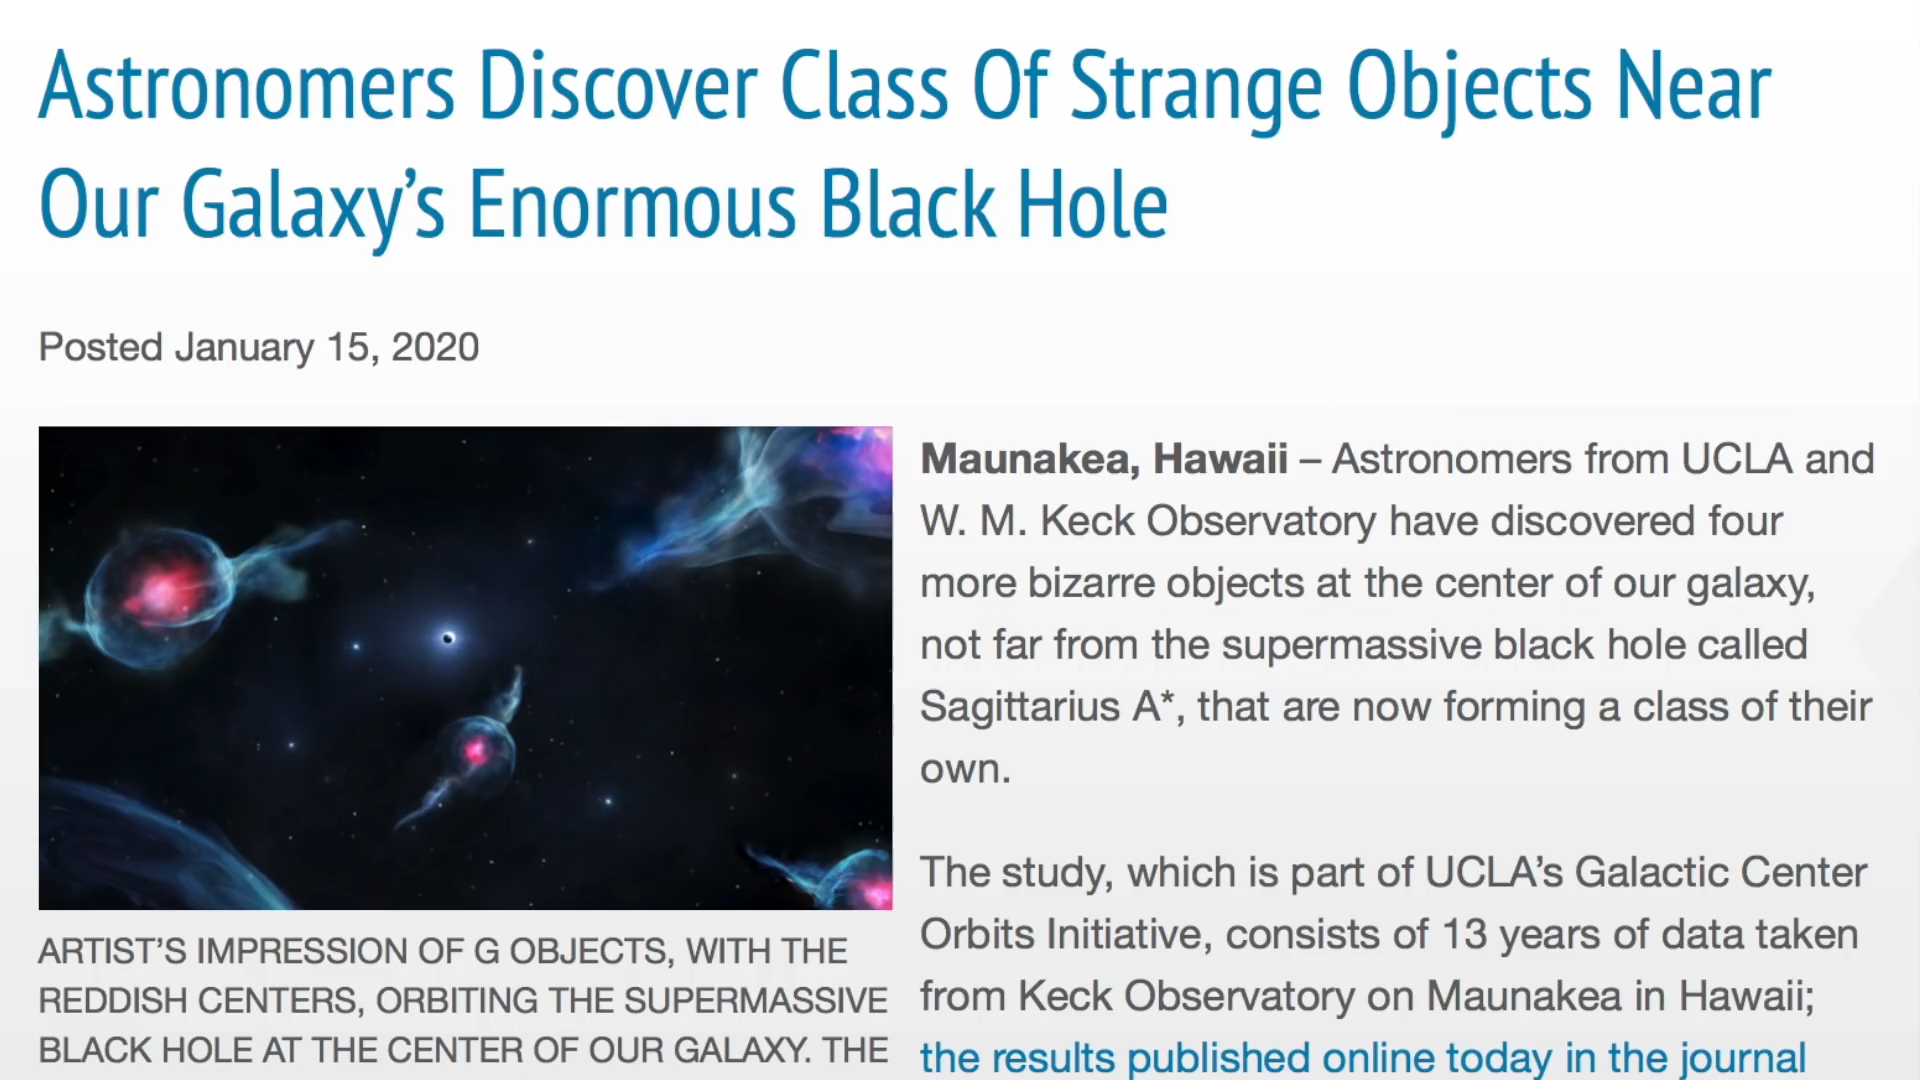 Astronomers Discover Class Of Strange Objects Near
Our Galaxy’s Enormous Black Hole
Posted January 15, 2020
ARTIST’S IMPRESSION OF G OBJECTS, WITH THE
REDDISH CENTERS, ORBITING THE SUPERMASSIVE
BLACK HOLE AT THE CENTER OF OUR GALAXY. THE
Maunakea, Hawaii – Astronomers from UCLA and
W. M. Keck Observatory have discovered four
more bizarre objects at the center of our galaxy,
not far from the supermassive black hole called
Sagittarius A*, that are now forming a class of their
own.
The study, which is part of UCLA’s Galactic Center
Orbits Initiative, consists of 13 years of data taken
from Keck Observatory on Maunakea in Hawaii;
the results published online today in the journal